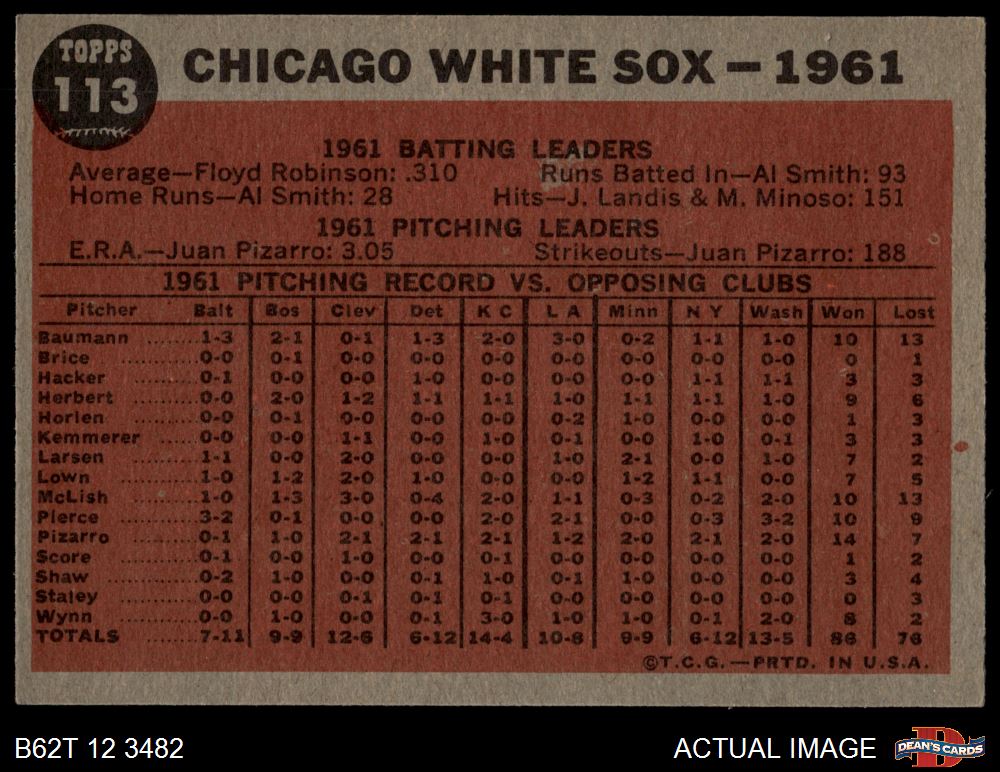 TOPPS
113
CHICAGO WHITE SOX — 1961
1961 BATTING LEADERS
Average—Floyd Robinson: .310 Runs Batted In—Al Smith: 93
Home Runs—Al Smith: 28 Hits—J. Landis & M. Minoso: 151
1961 PITCHING LEADERS
E.R.A.—Juan Pizarro: 3.05 Strikeouts—Juan Pizarro: 188
1961 PITCHING RECORD VS. OPPOSING CLUBS
Pitcher Balt Bos Clev Det K C L A Minn N Y Wash Won Lost
Baumann ....... 1-3 2-1 0-1 1-3 2-0 3-0 0-2 1-1 1-0 10 13
Brice .......... 0-0 0-1 0-0 0-0 0-0 0-0 0-0 0-0 0-0 0 1
Hacker ......... 0-1 0-0 0-0 1-0 0-0 0-0 0-0 1-1 1-1 3 3
Herbert ........ 0-0 2-0 1-2 1-1 1-1 1-0 1-1 1-1 1-0 9 6
Horlen ......... 0-0 0-1 0-0 0-0 0-0 0-2 1-0 0-0 0-0 1 3
Kemmerer ....... 0-0 0-0 1-1 0-0 1-0 0-1 0-0 1-0 0-1 3 3
Larsen ......... 1-1 0-0 2-0 0-0 0-0 1-0 2-1 0-0 1-0 7 2
Lown .......... 1-0 1-2 2-0 1-0 0-0 0-0 1-2 1-1 0-0 7 5
McLish ......... 1-0 1-3 3-0 0-4 2-0 1-1 0-3 0-2 2-0 10 13
Pierce ......... 3-2 0-1 0-0 0-0 2-0 2-1 0-0 0-3 3-2 10 9
Pizarro ........ 0-1 1-0 2-1 2-1 2-1 1-2 2-0 2-1 2-0 14 7
Score .......... 0-1 0-0 1-0 0-0 0-1 0-0 0-0 0-0 0-0 1 2
Shaw .......... 0-2 1-0 0-0 0-1 1-0 0-1 1-0 0-0 0-0 3 4
Staley ......... 0-0 0-0 0-1 0-1 0-1 0-0 0-0 0-0 0-0 0 3
Wynn .......... 0-0 1-0 0-0 0-1 3-0 1-0 1-0 0-1 2-0 8 2
TOTALS ........ 7-11 9-9 12-6 6-12 14-4 10-8 9-9 6-12 13-5 86 76
©T.C.G.—PRTD. IN U.S.A.
B62T 12 3482 ACTUAL IMAGE DEAN'S CARDS